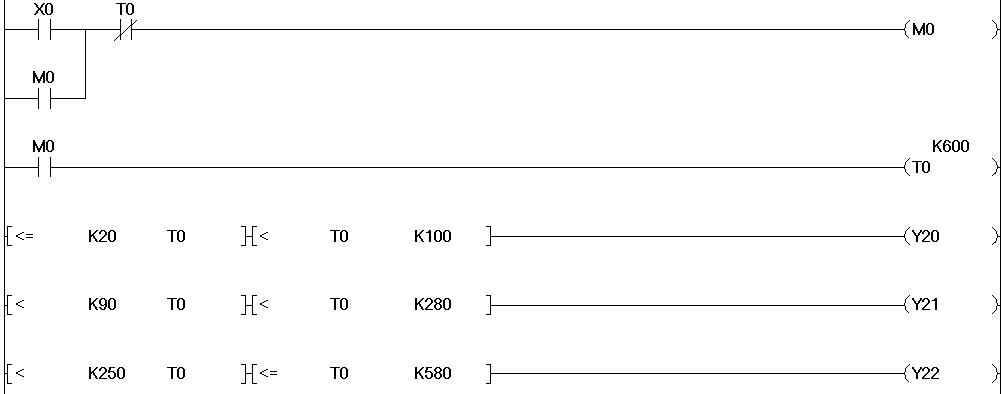 X0 T0
M0
M0
M0 K600
T0
<= K20 T0 < T0 K100 Y20
< K90 T0 < T0 K280 Y21
< K250 T0 <= T0 K580 Y22